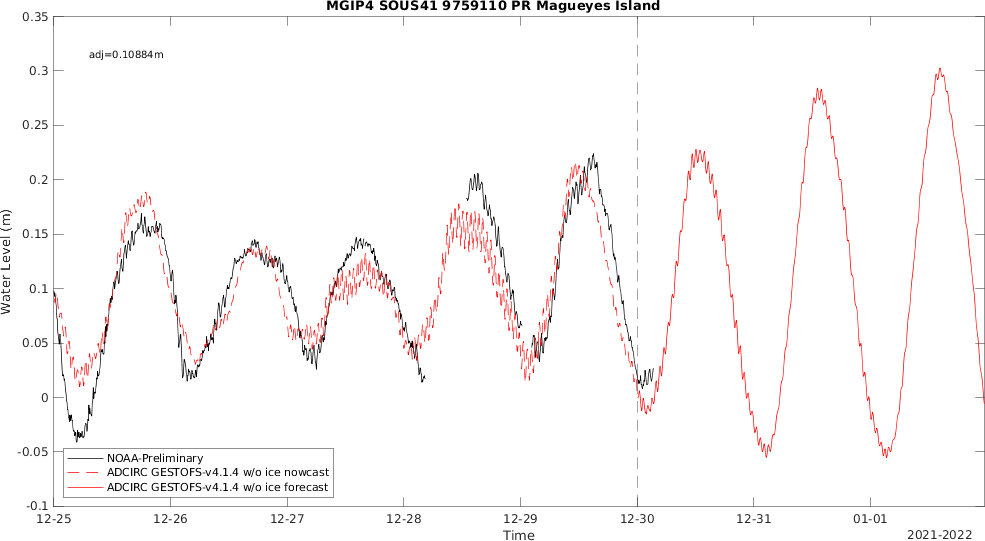 MGIP4 SOUS41 9759110 PR Magueyes Island
0.35
0.3
0.25
0.2
0.15
0.1
0.05
0
-0.05
-0.1
Water Level (m)
adj=0.10884m
NOAA-Preliminary
ADCIRC GESTOFS-v4.1.4 w/o ice nowcast
ADCIRC GESTOFS-v4.1.4 w/o ice forecast
12-25 12-26 12-27 12-28 12-29 12-30 12-31 01-01
Time
2021-2022